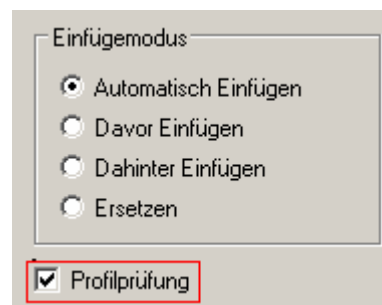 Einfügemodus
Automatisch Einfügen
Davor Einfügen
Dahinter Einfügen
Ersetzen
Profilprüfung